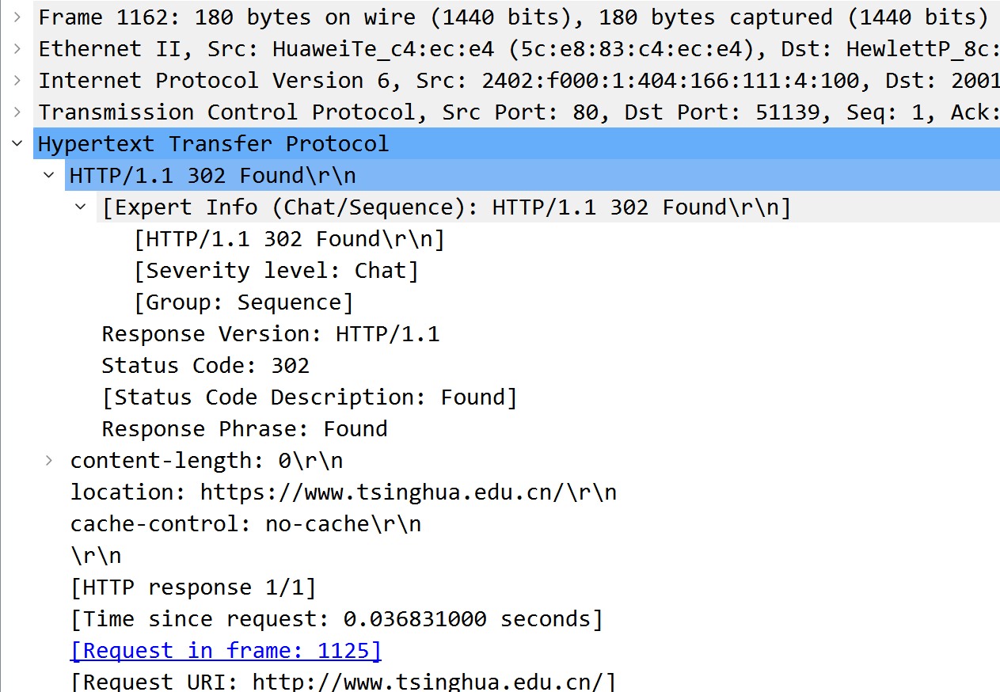 Frame 1162: 180 bytes on wire (1440 bits), 180 bytes captured (1440 bits)
Ethernet II, Src: HuaweiTe_c4:ec:e4 (5c:e8:83:c4:ec:e4), Dst: HewlettP_8c:
Internet Protocol Version 6, Src: 2402:f000:1:404:166:111:4:100, Dst: 2001
Transmission Control Protocol, Src Port: 80, Dst Port: 51139, Seq: 1, Ack:
Hypertext Transfer Protocol
HTTP/1.1 302 Found\r\n
[Expert Info (Chat/Sequence): HTTP/1.1 302 Found\r\n]
[HTTP/1.1 302 Found\r\n]
[Severity level: Chat]
[Group: Sequence]
Response Version: HTTP/1.1
Status Code: 302
[Status Code Description: Found]
Response Phrase: Found
content-length: 0\r\n
location: https://www.tsinghua.edu.cn/\r\n
cache-control: no-cache\r\n
\r\n
[HTTP response 1/1]
[Time since request: 0.036831000 seconds]
[Request in frame: 1125]
[Request URI: http://www.tsinghua.edu.cn/]